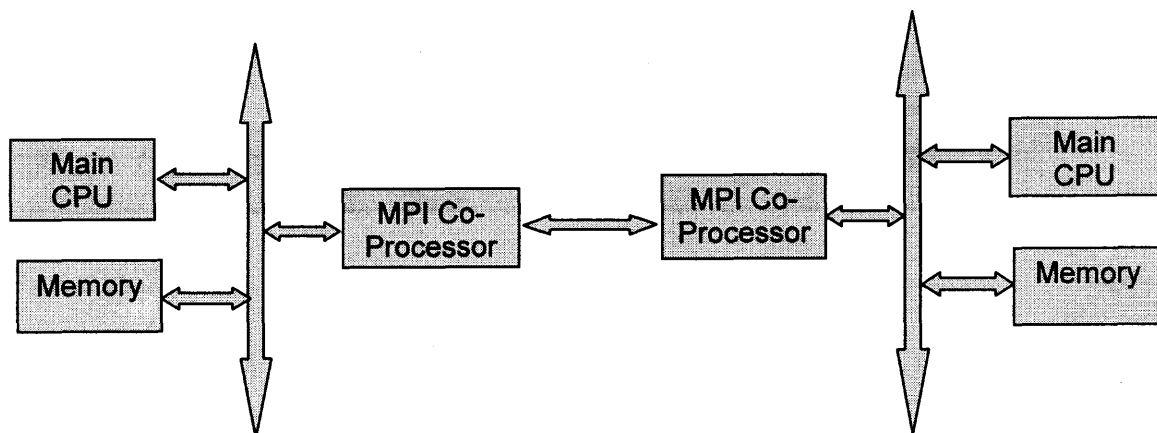 Main
CPU
Memory
MPI Co-
Processor
MPI Co-
Processor
Main
CPU
Memory